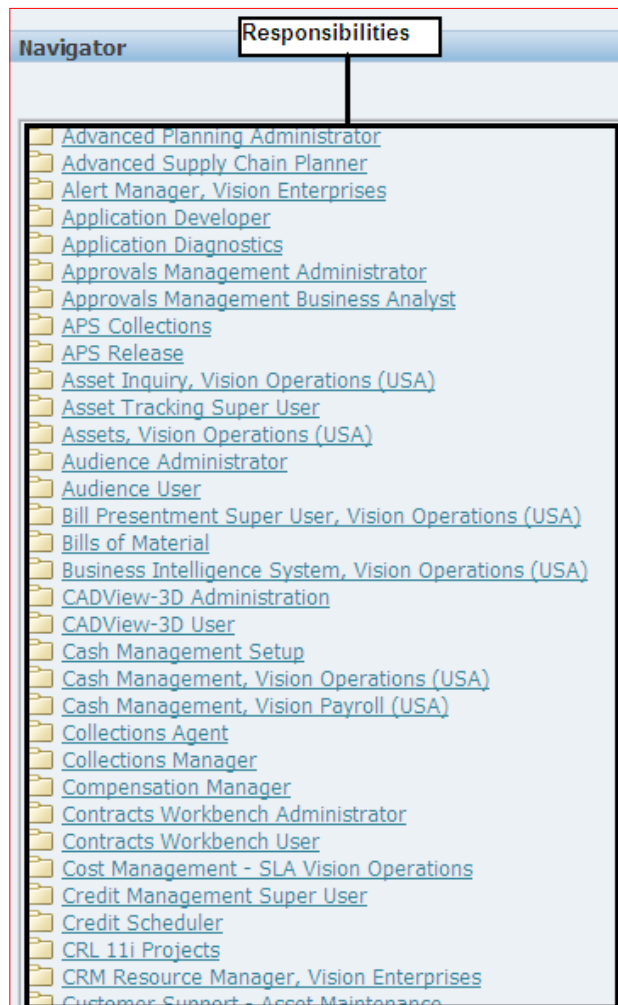 Responsibilities
Navigator
Advanced Planning Administrator
Advanced Supply Chain Planner
Alert Manager, Vision Enterprises
Application Developer
Application Diagnostics
Approvals Management Administrator
Approvals Management Business Analyst
APS Collections
APS Release
Asset Inquiry, Vision Operations (USA)
Asset Tracking Super User
Assets, Vision Operations (USA)
Audience Administrator
Audience User
Bill Presentment Super User, Vision Operations (USA)
Bills of Material
Business Intelligence System, Vision Operations (USA)
CADView-3D Administration
CADView-3D User
Cash Management Setup
Cash Management, Vision Operations (USA)
Cash Management, Vision Payroll (USA)
Collections Agent
Collections Manager
Compensation Manager
Contracts Workbench Administrator
Contracts Workbench User
Cost Management - SLA Vision Operations
Credit Management Super User
Credit Scheduler
CRL 11i Projects
CRM Resource Manager, Vision Enterprises
Customer Support - Asset Maintenance